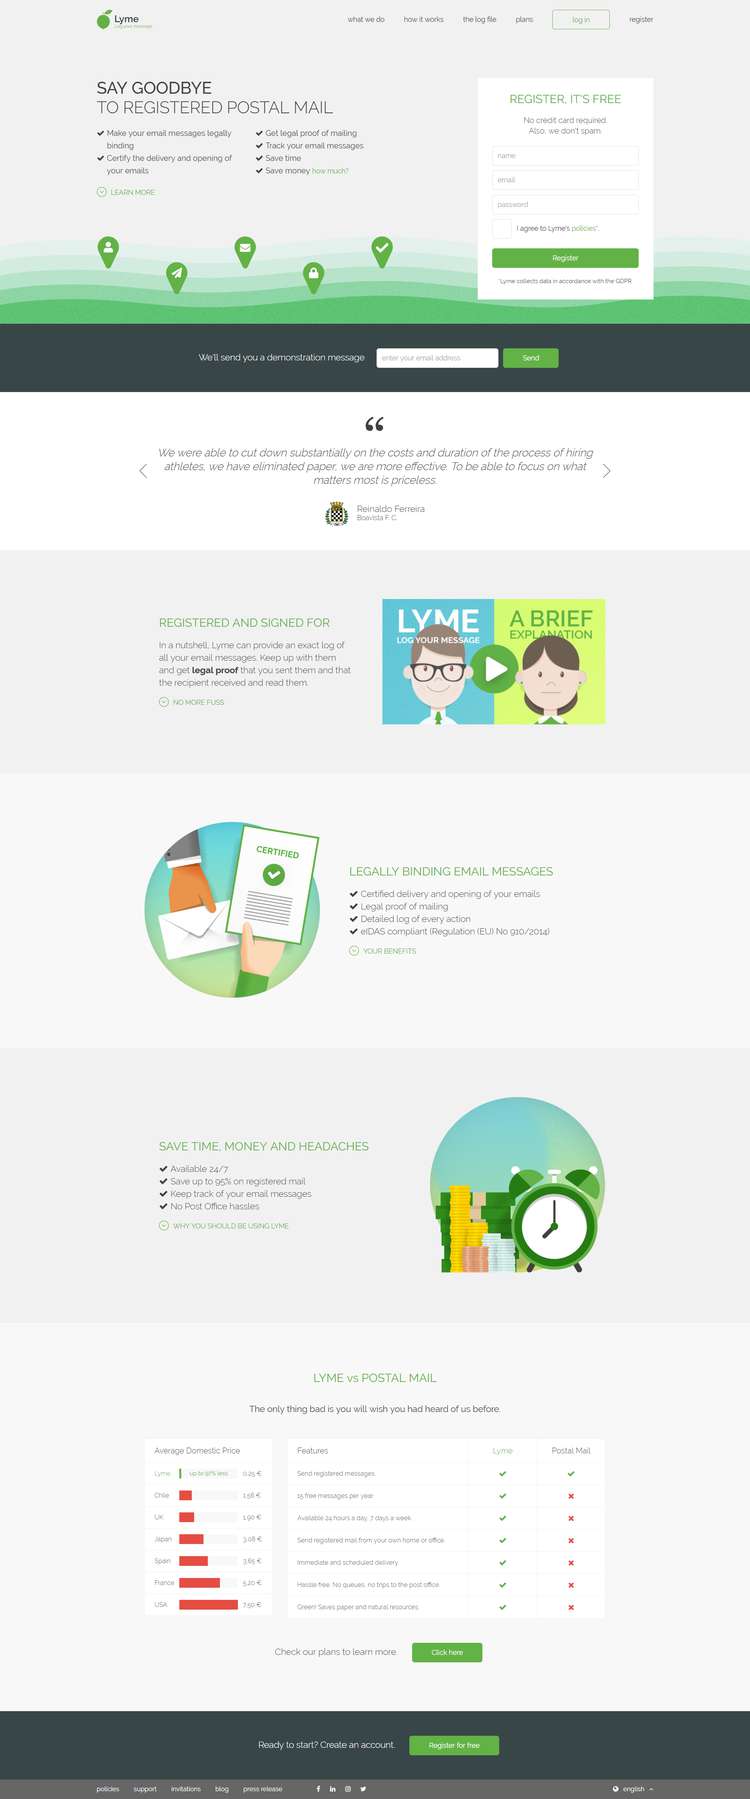 Lyme
what we do
how it works
the log file
plans
log in
register
SAY GOODBYE
TO REGISTERED POSTAL MAIL
Make your email messages legally
binding
Certify the delivery and opening of
your emails
Get legal proof of mailing
Track your email messages
Save time
Save money how much?
LEARN MORE
REGISTER, IT'S FREE
No credit card required.
Also, we don't spam.
name
email
password
I agree to Lyme's policies*.
Register
*Lyme collects data in accordance with the GDPR
We'll send you a demonstration message
enter your email address
Send
“
We were able to cut down substantially on the costs and duration of the process of hiring
athletes, we have eliminated paper, we are more effective. To be able to focus on what
matters most is priceless.
Reinaldo Ferreira
Boavista F. C.
REGISTERED AND SIGNED FOR
In a nutshell, Lyme can provide an exact log of
all your email messages. Keep up with them
and get legal proof that you sent them and that
the recipient received and read them.
NO MORE FUSS
LYME
LOG YOUR MESSAGE
A BRIEF
EXPLANATION
CERTIFIED
LEGALLY BINDING EMAIL MESSAGES
Certified delivery and opening of your emails
Legal proof of mailing
Detailed log of every action
eIDAS compliant (Regulation (EU) No 910/2014)
YOUR BENEFITS
SAVE TIME, MONEY AND HEADACHES
Available 24/7
Save up to 95% on registered mail
Keep track of your email messages
No Post Office hassles
WHY YOU SHOULD BE USING LYME
LYME vs POSTAL MAIL
The only thing bad is you will wish you had heard of us before.
Average Domestic Price
Lyme up to 97% less 0,25 €
Chile 1,56 €
UK 1,90 €
Japan 3,08 €
Spain 3,65 €
France 5,20 €
USA 7,50 €
Features Lyme Postal Mail
Send registered messages
15 free messages per year
Available 24 hours a day, 7 days a week
Send registered mail from your own home or office
Immediate and scheduled delivery
Hassle free. No queues, no trips to the post office.
Green! Saves paper and natural resources
Check our plans to learn more
Click here
Ready to start? Create an account.
Register for free
policies
support
invitations
blog
press release
english